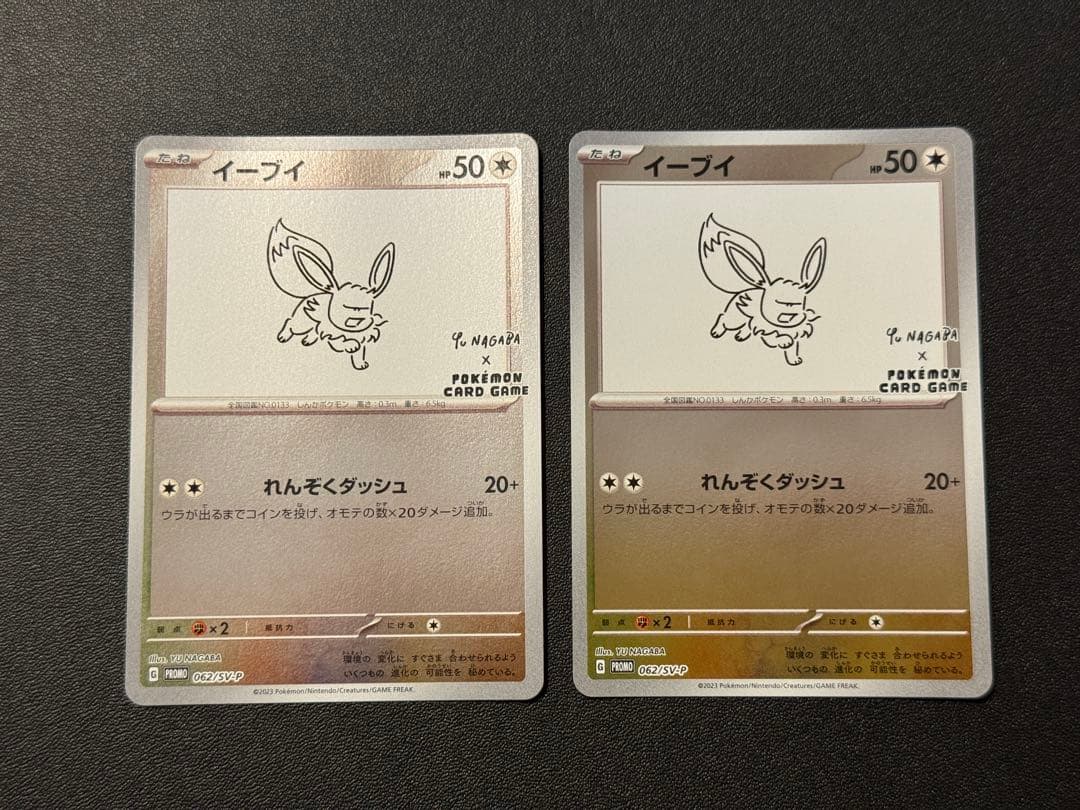 たね イーブイ HP 50
Yu NAGABA
×
POKÉMON
CARD GAME
全国図鑑NO.0133 しんかポケモン 高さ:0.3m 重さ:6.5kg
れんぞくダッシュ 20+
ウラが出るまでコインを投げ、オモテの数×20ダメージ追加。
弱点 ×2 抵抗力 にげる
Illus. YU NAGABA
G PROMO 062/SV-P
環境の 変化に すぐさま 合わせられるよう
いくつもの 進化の 可能性を 秘めている。
©2023 Pokémon/Nintendo/Creatures/GAME FREAK.
たね イーブイ HP 50
Yu NAGABA
×
POKÉMON
CARD GAME
全国図鑑NO.0133 しんかポケモン 高さ:0.3m 重さ:6.5kg
れんぞくダッシュ 20+
ウラが出るまでコインを投げ、オモテの数×20ダメージ追加。
弱点 ×2 抵抗力 にげる
Illus. YU NAGABA
G PROMO 062/SV-P
環境の 変化に すぐさま 合わせられるよう
いくつもの 進化の 可能性を 秘めている。
©2023 Pokémon/Nintendo/Creatures/GAME FREAK.